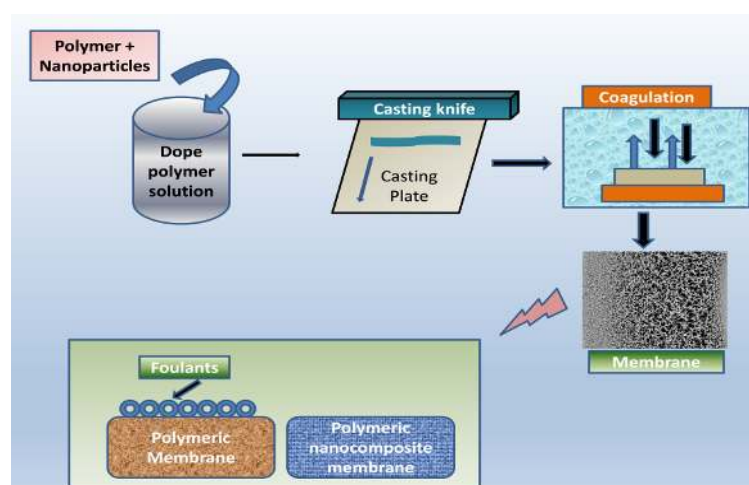 Polymer +
Nanoparticles
Dope
polymer
solution
Casting knife
Casting
Plate
Coagulation
Membrane
Foulants
Polymeric
Membrane
Polymeric
nanocomposite
membrane